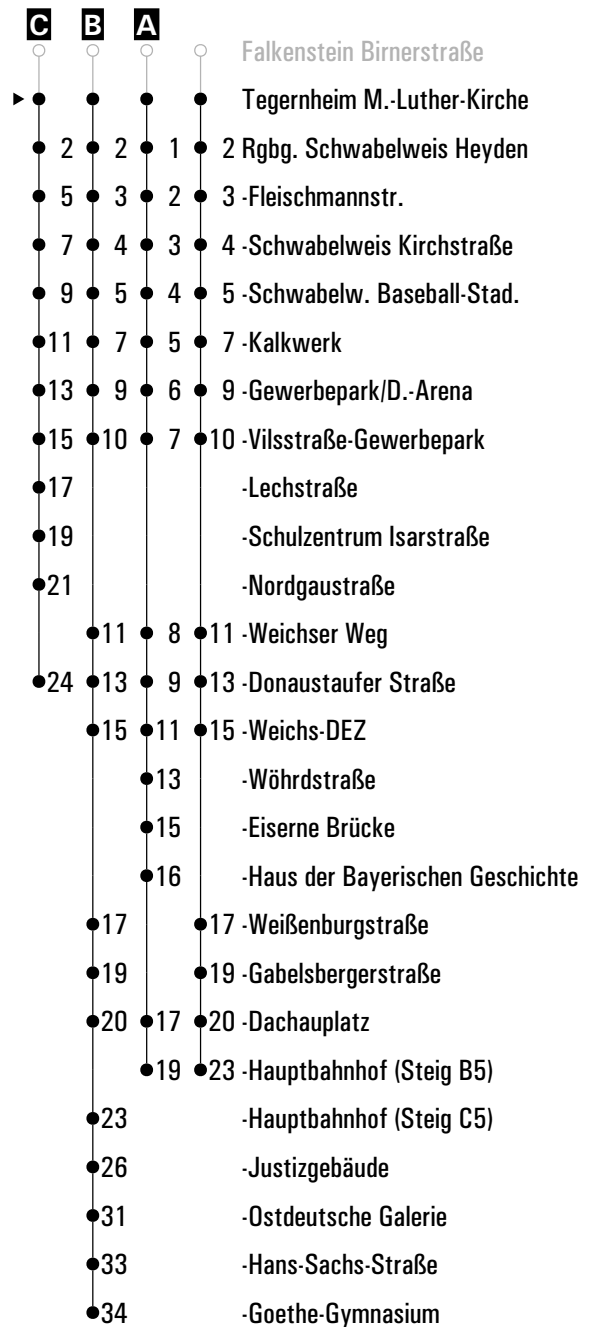 C B A
Falkenstein Birnerstraße
Tegernheim M.-Luther-Kirche
2 2 1 2 Rgbg. Schwabelweis Heyden
5 3 2 3 -Fleischmannstr.
7 4 3 4 -Schwabelweis Kirchstraße
9 5 4 5 -Schwabelw. Baseball-Stad.
11 7 5 7 -Kalkwerk
13 9 6 9 -Gewerbepark/D.-Arena
15 10 7 10 -Vilsstraße-Gewerbepark
17 -Lechstraße
19 -Schulzentrum Isarstraße
21 -Nordgaustraße
11 8 11 -Weichser Weg
24 13 9 13 -Donaustaufer Straße
15 11 15 -Weichs-DEZ
13 -Wöhrdstraße
15 -Eiserne Brücke
16 -Haus der Bayerischen Geschichte
17 17 -Weißenburgstraße
19 19 -Gabelsbergerstraße
20 17 20 -Dachauplatz
19 23 -Hauptbahnhof (Steig B5)
23 -Hauptbahnhof (Steig C5)
26 -Justizgebäude
31 -Ostdeutsche Galerie
33 -Hans-Sachs-Straße
34 -Goethe-Gymnasium